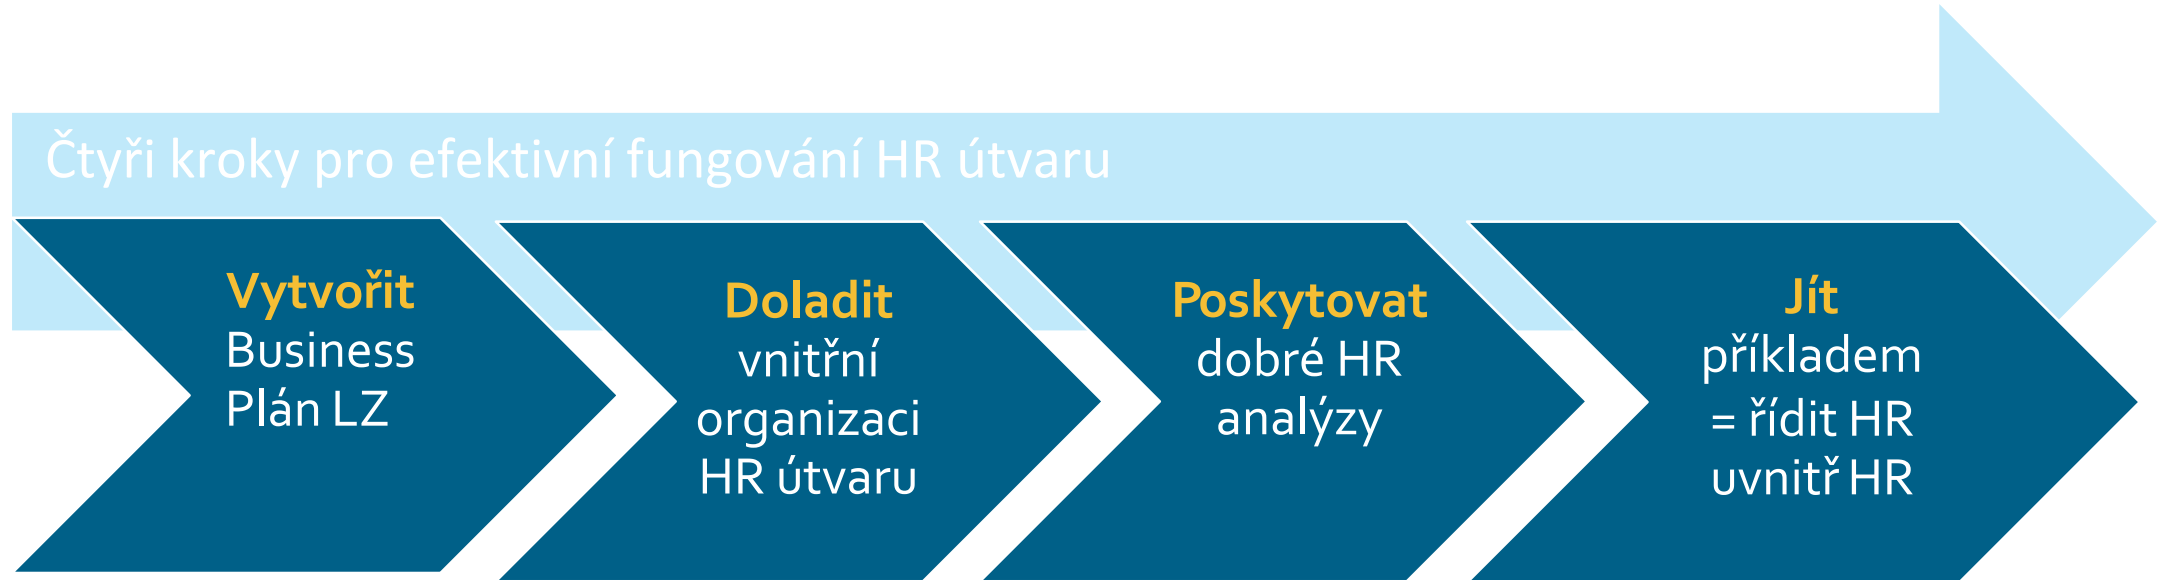 Čtyři kroky pro efektivní fungování HR útvaru
Vytvořit
Business
Plán LZ
Doladit
vnitřní
organizaci
HR útvaru
Poskytovat
dobré HR
analýzy
Jít
příkladem
= řídit HR
uvnitř HR